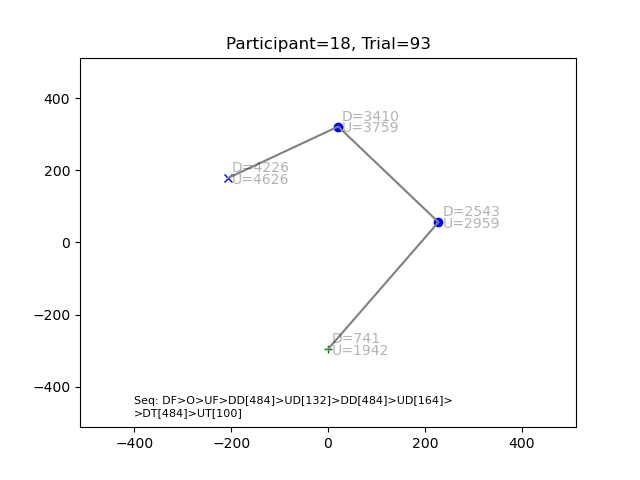 Participant=18, Trial=93
400
200
0
−200
−400
D=3410
U=3759
D=4226
U=4626
D=2543
U=2959
D=741
U=1942
Seq: DF>O>UF>DD[484]>UD[132]>DD[484]>UD[164]>
>DT[484]>UT[100]
−400 −200 0 200 400